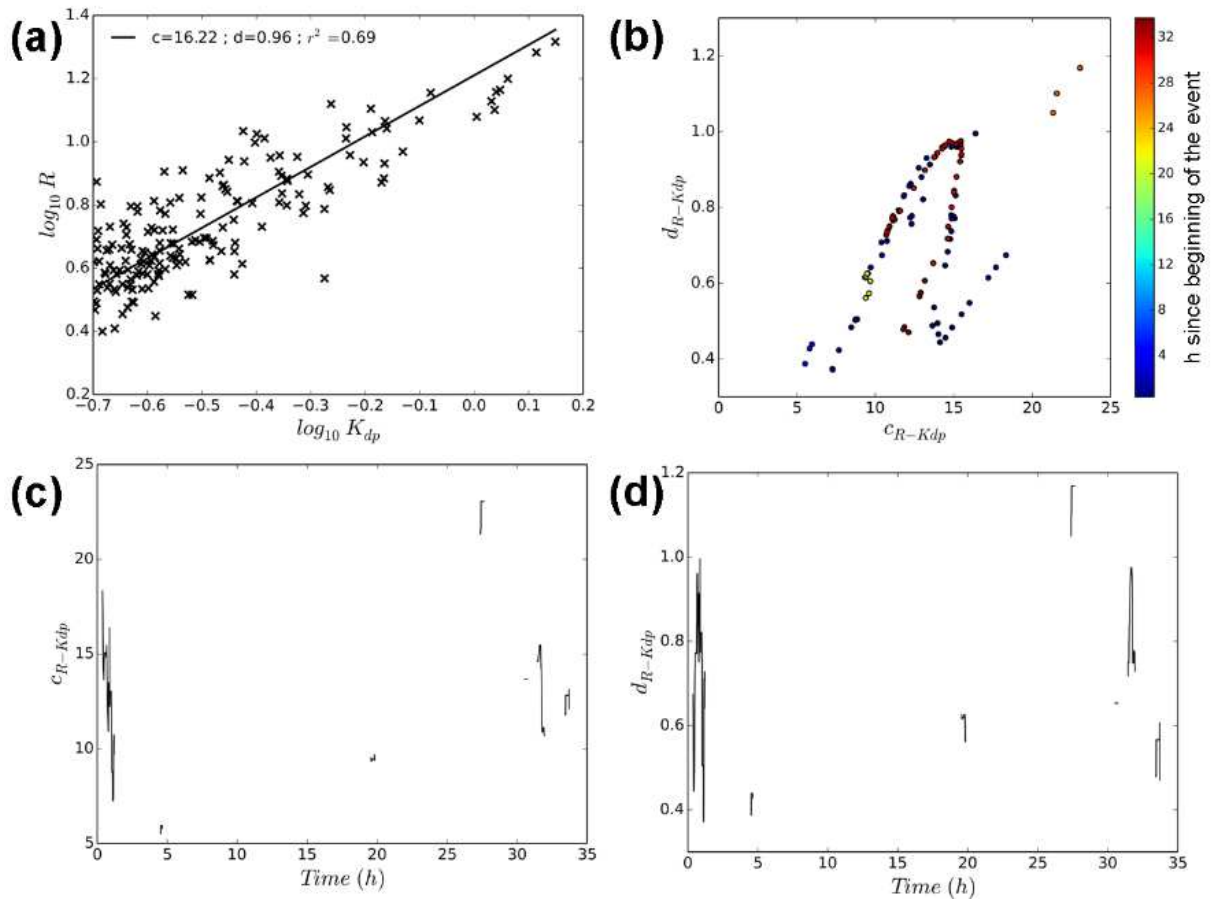 (a)
c=16.22 ; d=0.96 ; r² =0.69
1.4
1.2
1.0
0.8
0.6
0.4
0.2
log₁₀ R
−0.7 −0.6 −0.5 −0.4 −0.3 −0.2 −0.1 0.0 0.1 0.2
log₁₀ K_dp
(b)
1.2
1.0
0.8
0.6
0.4
d_R−Kdp
0 5 10 15 20 25
c_R−Kdp
32
28
24
20
16
12
8
4
h since beginning of the event
(c)
25
20
15
10
5
c_R−Kdp
0 5 10 15 20 25 30 35
Time (h)
(d)
1.2
1.0
0.8
0.6
0.4
d_R−Kdp
0 5 10 15 20 25 30 35
Time (h)